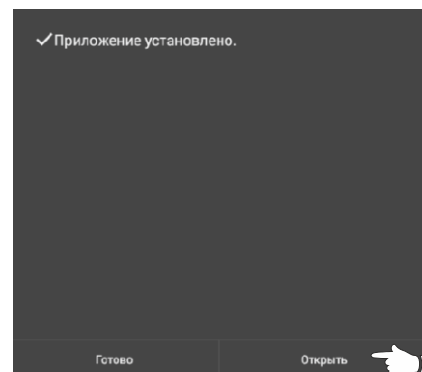 Приложение установлено.
Готово
Открыть